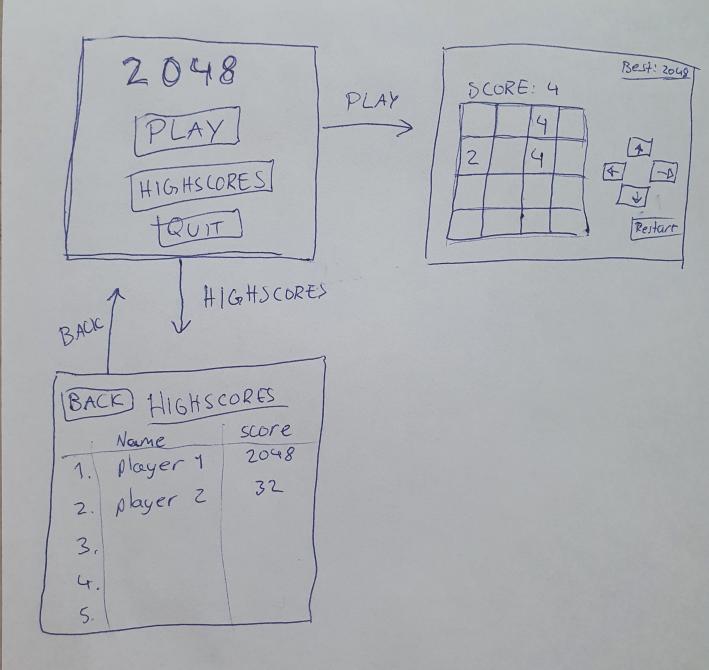 2048
PLAY
HIGHSCORES
QUIT
PLAY
Best: 2048
SCORE: 4
4
2 4
↑
← →
↓
Restart
HIGHSCORES
BACK
BACK HIGHSCORES
Name score
1. player 1 2048
2. player 2 32
3.
4.
5.